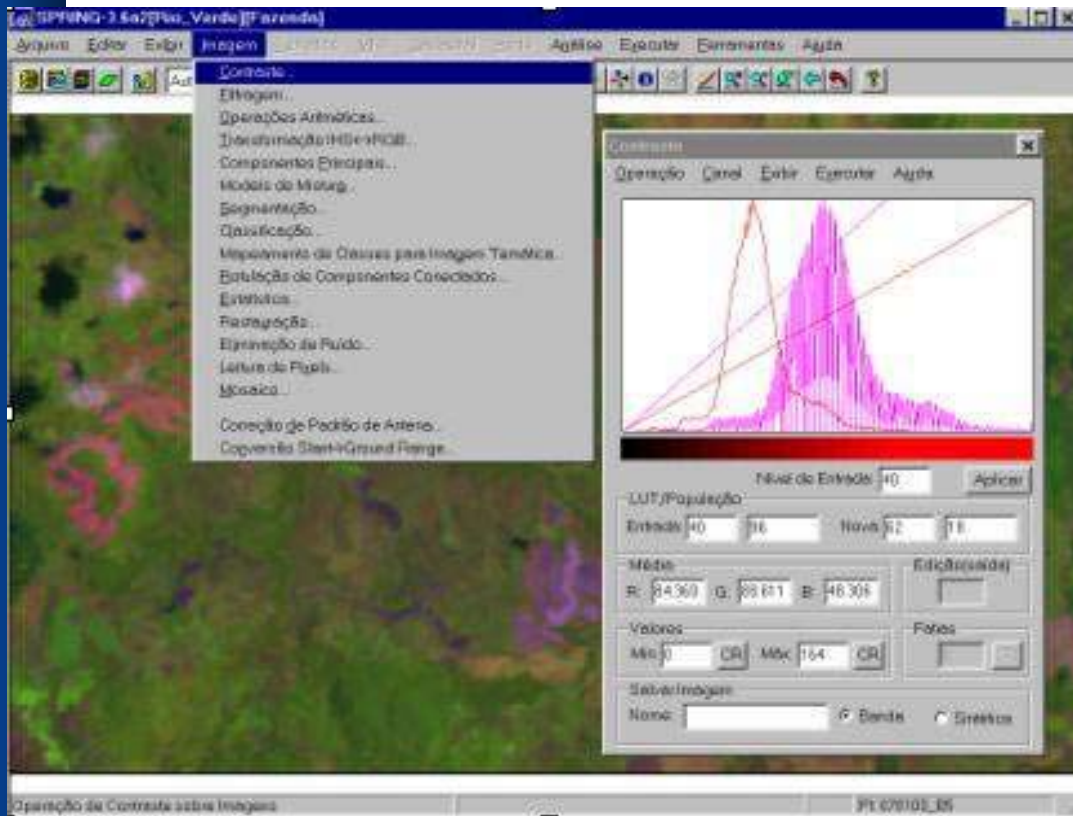 SPRING-3.6a2[Rio_Verde][Fazenda]
Arquivo Editar Exibir Imagem Análise Executar Ferramentas Ajuda
Contraste...
Filtragem...
Operações Aritméticas...
Transformação IHS<->RGB...
Componentes Principais...
Modelo de Mistura...
Segmentação...
Classificação...
Mapeamento de Classes para Imagem Temática...
Rotulação de Componentes Conectados...
Estatística...
Restauração...
Eliminação de Ruído...
Leitura de Pixels...
Mosaico...
Correção de Padrão de Antena...
Conversão Slant->Ground Range...
Contraste
Operação Canal Exibir Executar Ajuda
Nível de Entrada: 40 Aplicar
LUT/População
Entrada: 40 Nova: 62
Média Edição(saída)
R: 84.360 G: 88.611 B: 48.306
Valores Fatias
Mín: 0 CR Máx: 164 CR
Salvar Imagem
Nome: Banda Sintética
Operação de Contraste sobre Imagens